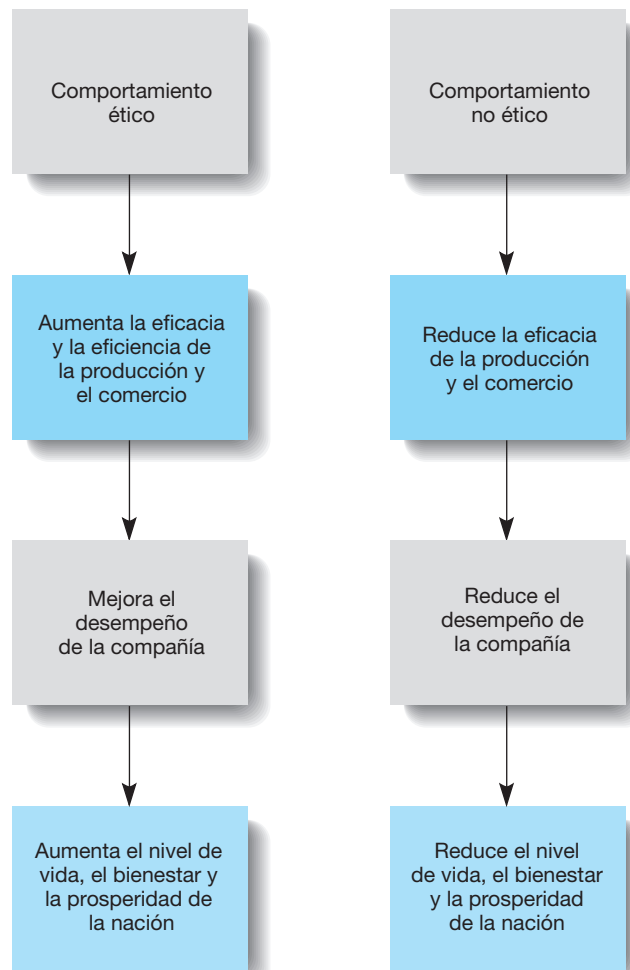 Comportamiento
ético
Comportamiento
no ético
Aumenta la eficacia
y la eficiencia de
la producción y
el comercio
Reduce la eficacia
de la producción
y el comercio
Mejora el
desempeño
de la compañía
Reduce el
desempeño de
la compañía
Aumenta el nivel de
vida, el bienestar y
la prosperidad de
la nación
Reduce el nivel
de vida, el bienestar
y la prosperidad
de la nación